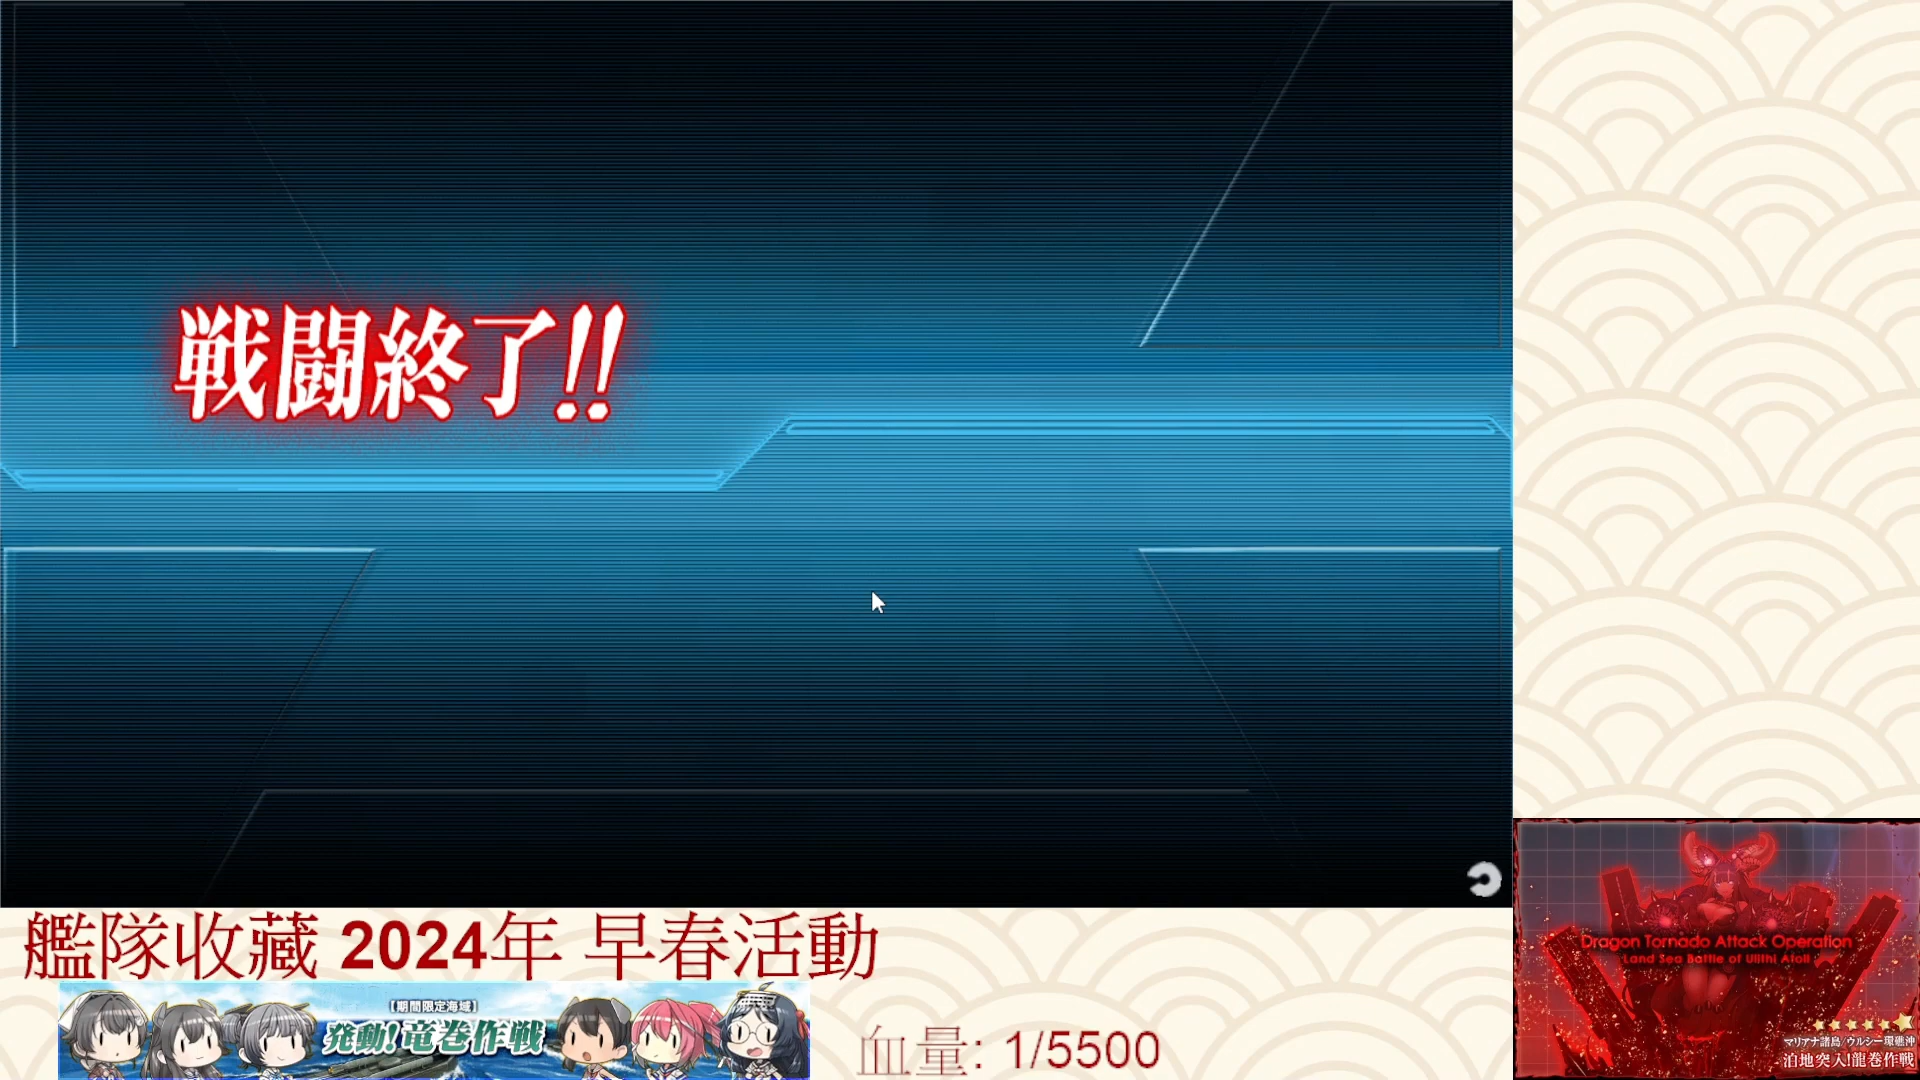 戦闘終了!!
艦隊收藏 2024年 早春活動
【期間限定海域】
発動!竜巻作戦
血量: 1/5500
Dragon Tornado Attack Operation
Land Sea Battle of Ulithi Atoll
マリアナ諸島/ウルシー環礁沖
泊地突入!龍巻作戦